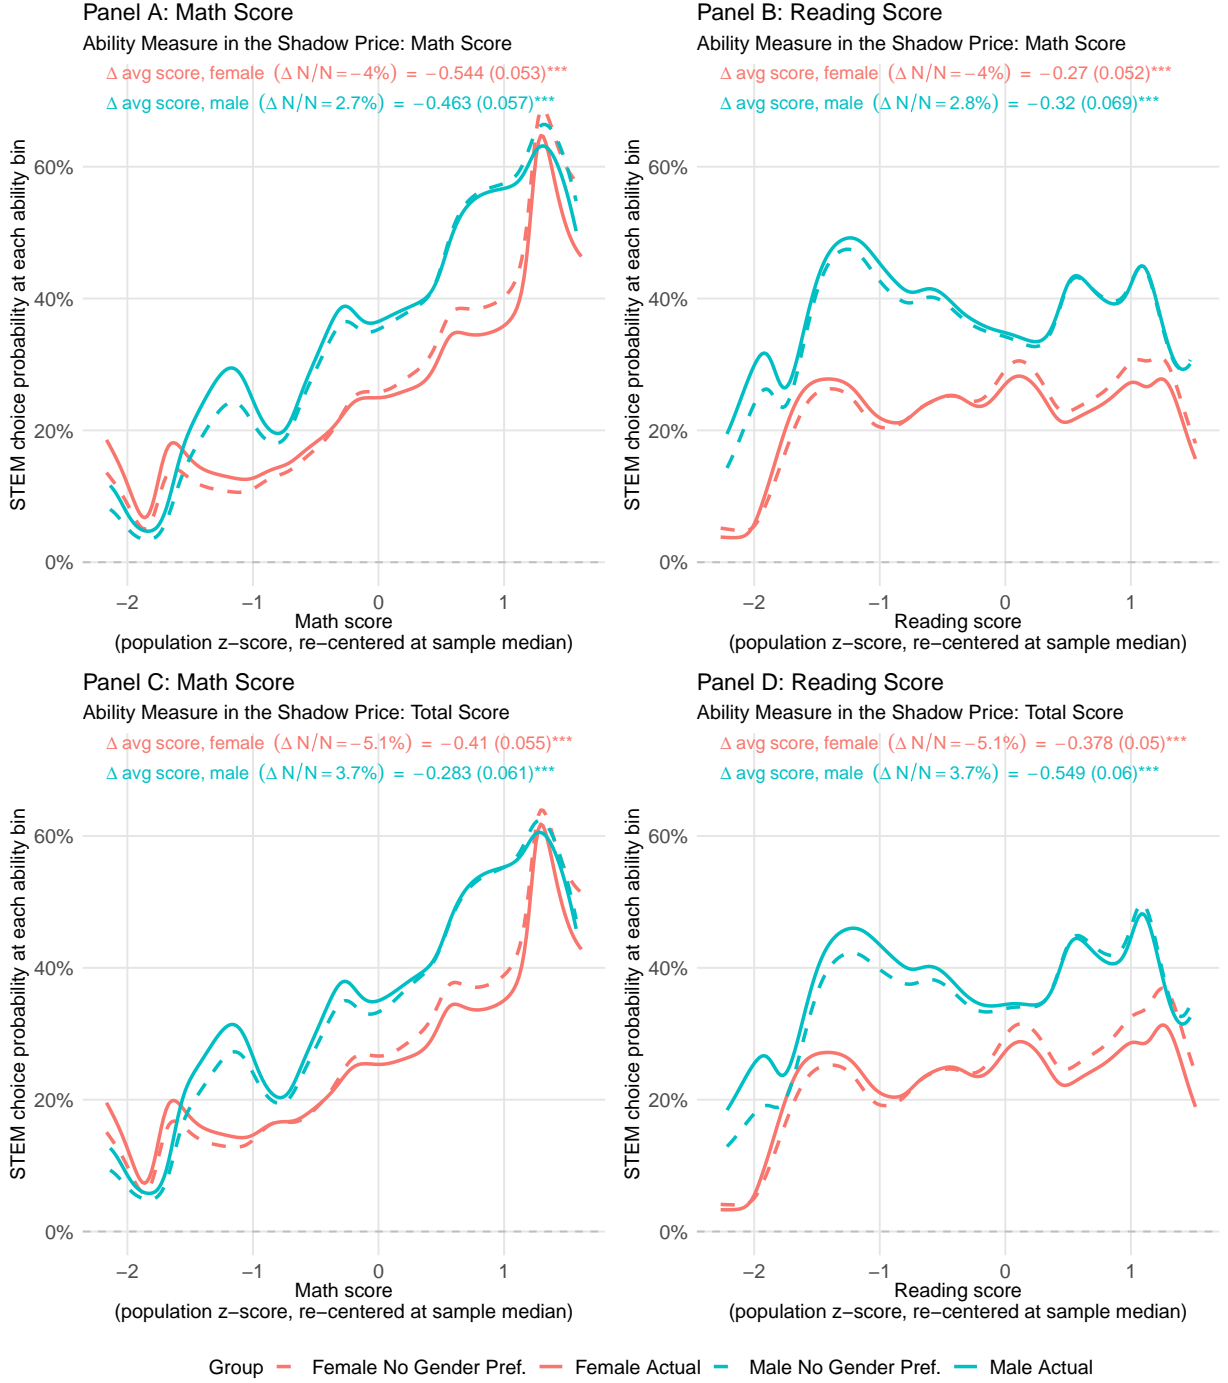 Panel A: Math Score
Ability Measure in the Shadow Price: Math Score
Δ avg score, female (Δ N/N=−4%) = −0.544 (0.053)***
Δ avg score, male (Δ N/N=2.7%) = −0.463 (0.057)***
STEM choice probability at each ability bin
60%
40%
20%
0%
−2 −1 0 1
Math score
(population z−score, re−centered at sample median)
Panel B: Reading Score
Ability Measure in the Shadow Price: Math Score
Δ avg score, female (Δ N/N=−4%) = −0.27 (0.052)***
Δ avg score, male (Δ N/N=2.8%) = −0.32 (0.069)***
STEM choice probability at each ability bin
60%
40%
20%
0%
−2 −1 0 1
Reading score
(population z−score, re−centered at sample median)
Panel C: Math Score
Ability Measure in the Shadow Price: Total Score
Δ avg score, female (Δ N/N=−5.1%) = −0.41 (0.055)***
Δ avg score, male (Δ N/N=3.7%) = −0.283 (0.061)***
STEM choice probability at each ability bin
60%
40%
20%
0%
−2 −1 0 1
Math score
(population z−score, re−centered at sample median)
Panel D: Reading Score
Ability Measure in the Shadow Price: Total Score
Δ avg score, female (Δ N/N=−5.1%) = −0.378 (0.05)***
Δ avg score, male (Δ N/N=3.7%) = −0.549 (0.06)***
STEM choice probability at each ability bin
60%
40%
20%
0%
−2 −1 0 1
Reading score
(population z−score, re−centered at sample median)
Group Female No Gender Pref. Female Actual Male No Gender Pref. Male Actual